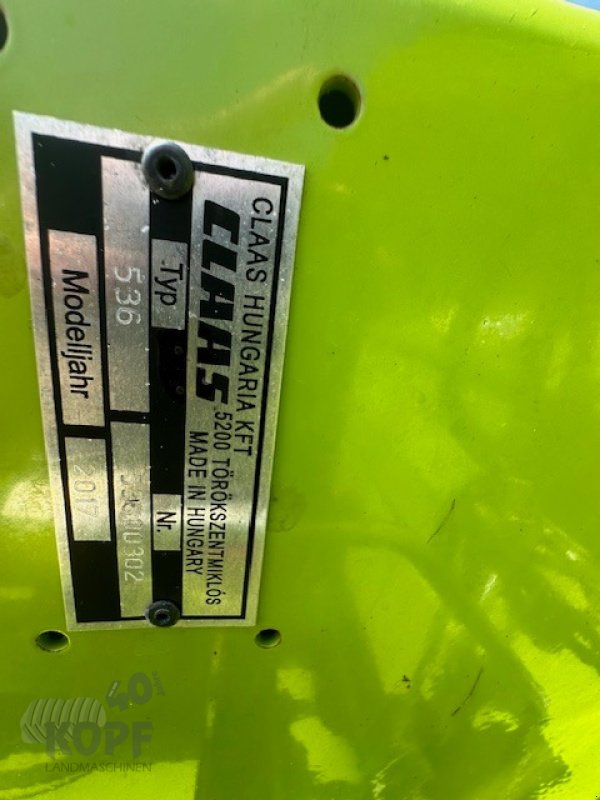 CLAAS HUNGARIA KFT
CLAAS
5200 TÖRÖKSZENTMIKLÓS
MADE IN HUNGARY
Typ
Nr.
536
Modelljahr
2017
40
KOPF
LANDMASCHINEN